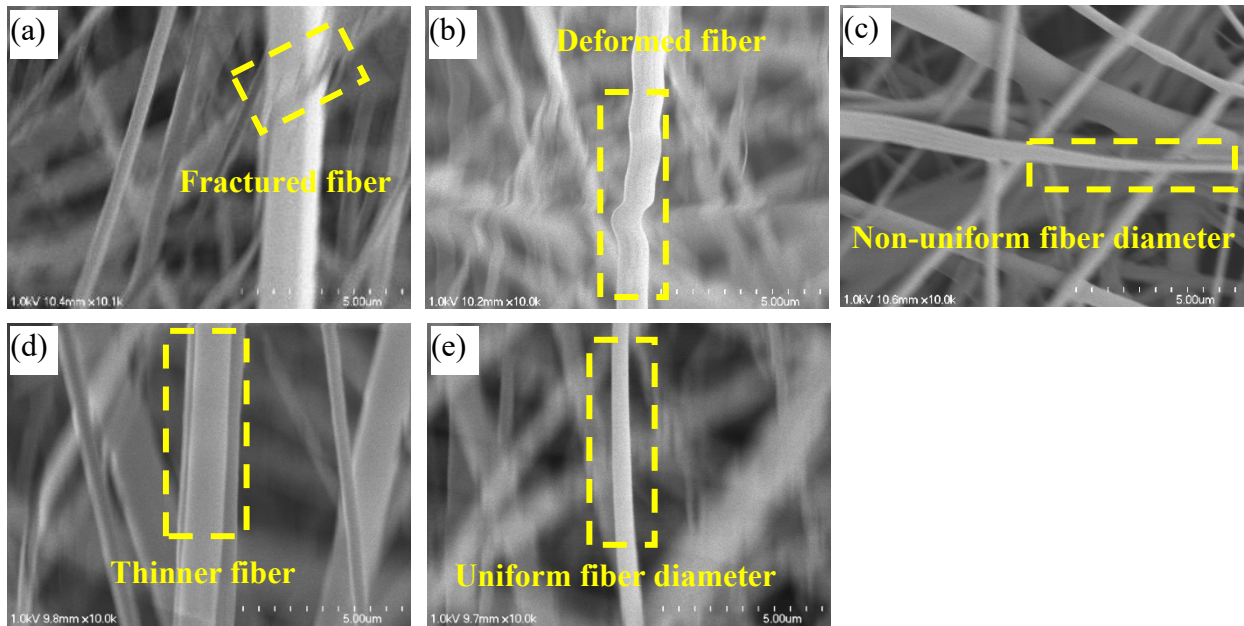 (a)
Fractured fiber
1.0kV 10.4mm x10.1k 5.00um
(b)
Deformed fiber
1.0kV 10.2mm x10.0k 5.00um
(c)
Non-uniform fiber diameter
1.0kV 10.6mm x10.0k 5.00um
(d)
Thinner fiber
1.0kV 9.8mm x10.0k 5.00um
(e)
Uniform fiber diameter
1.0kV 9.7mm x10.0k 5.00um